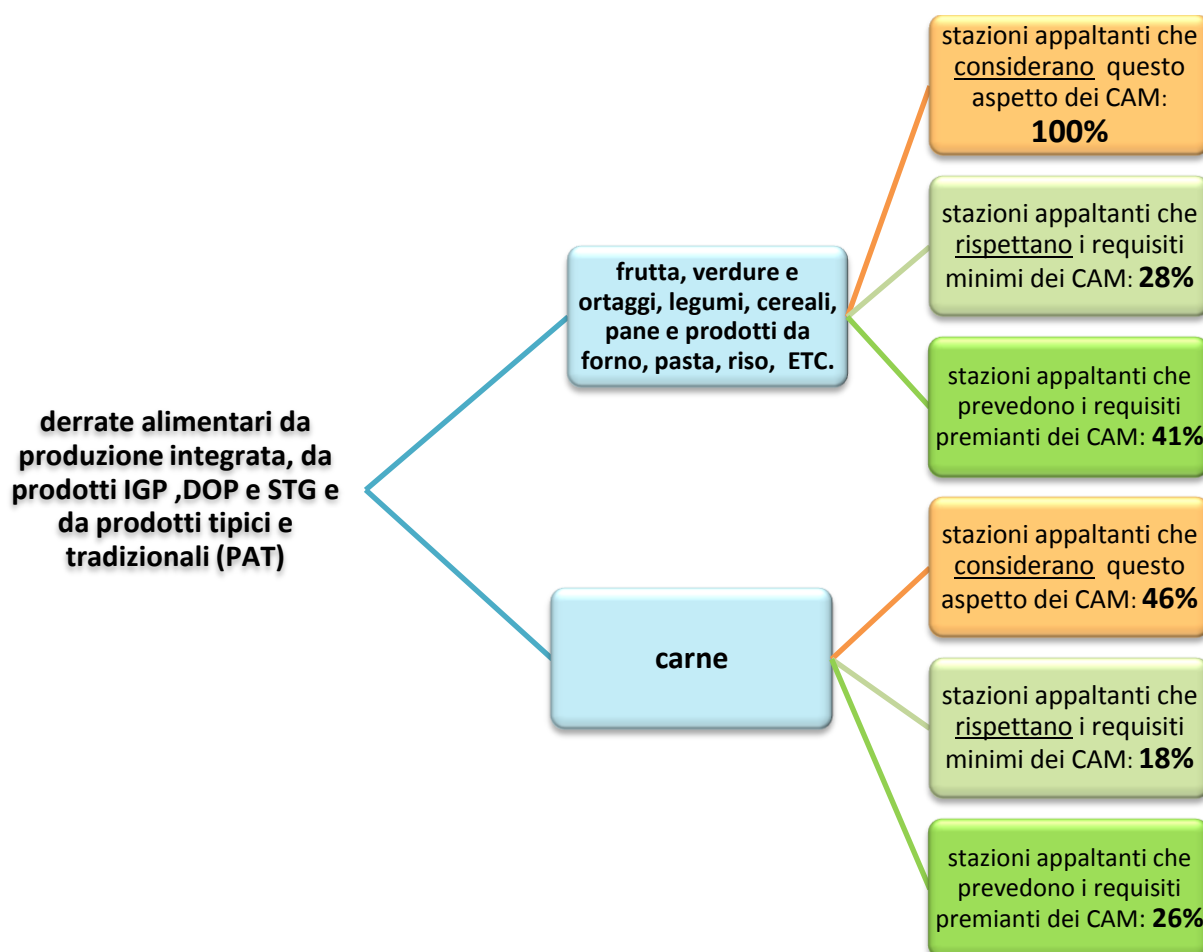 derrate alimentari da
produzione integrata, da
prodotti IGP ,DOP e STG e
da prodotti tipici e
tradizionali (PAT)
frutta, verdure e
ortaggi, legumi, cereali,
pane e prodotti da
forno, pasta, riso, ETC.
stazioni appaltanti che
considerano questo
aspetto dei CAM:
100%
stazioni appaltanti che
rispettano i requisiti
minimi dei CAM: 28%
stazioni appaltanti che
prevedono i requisiti
premianti dei CAM: 41%
carne
stazioni appaltanti che
considerano questo
aspetto dei CAM: 46%
stazioni appaltanti che
rispettano i requisiti
minimi dei CAM: 18%
stazioni appaltanti che
prevedono i requisiti
premianti dei CAM: 26%